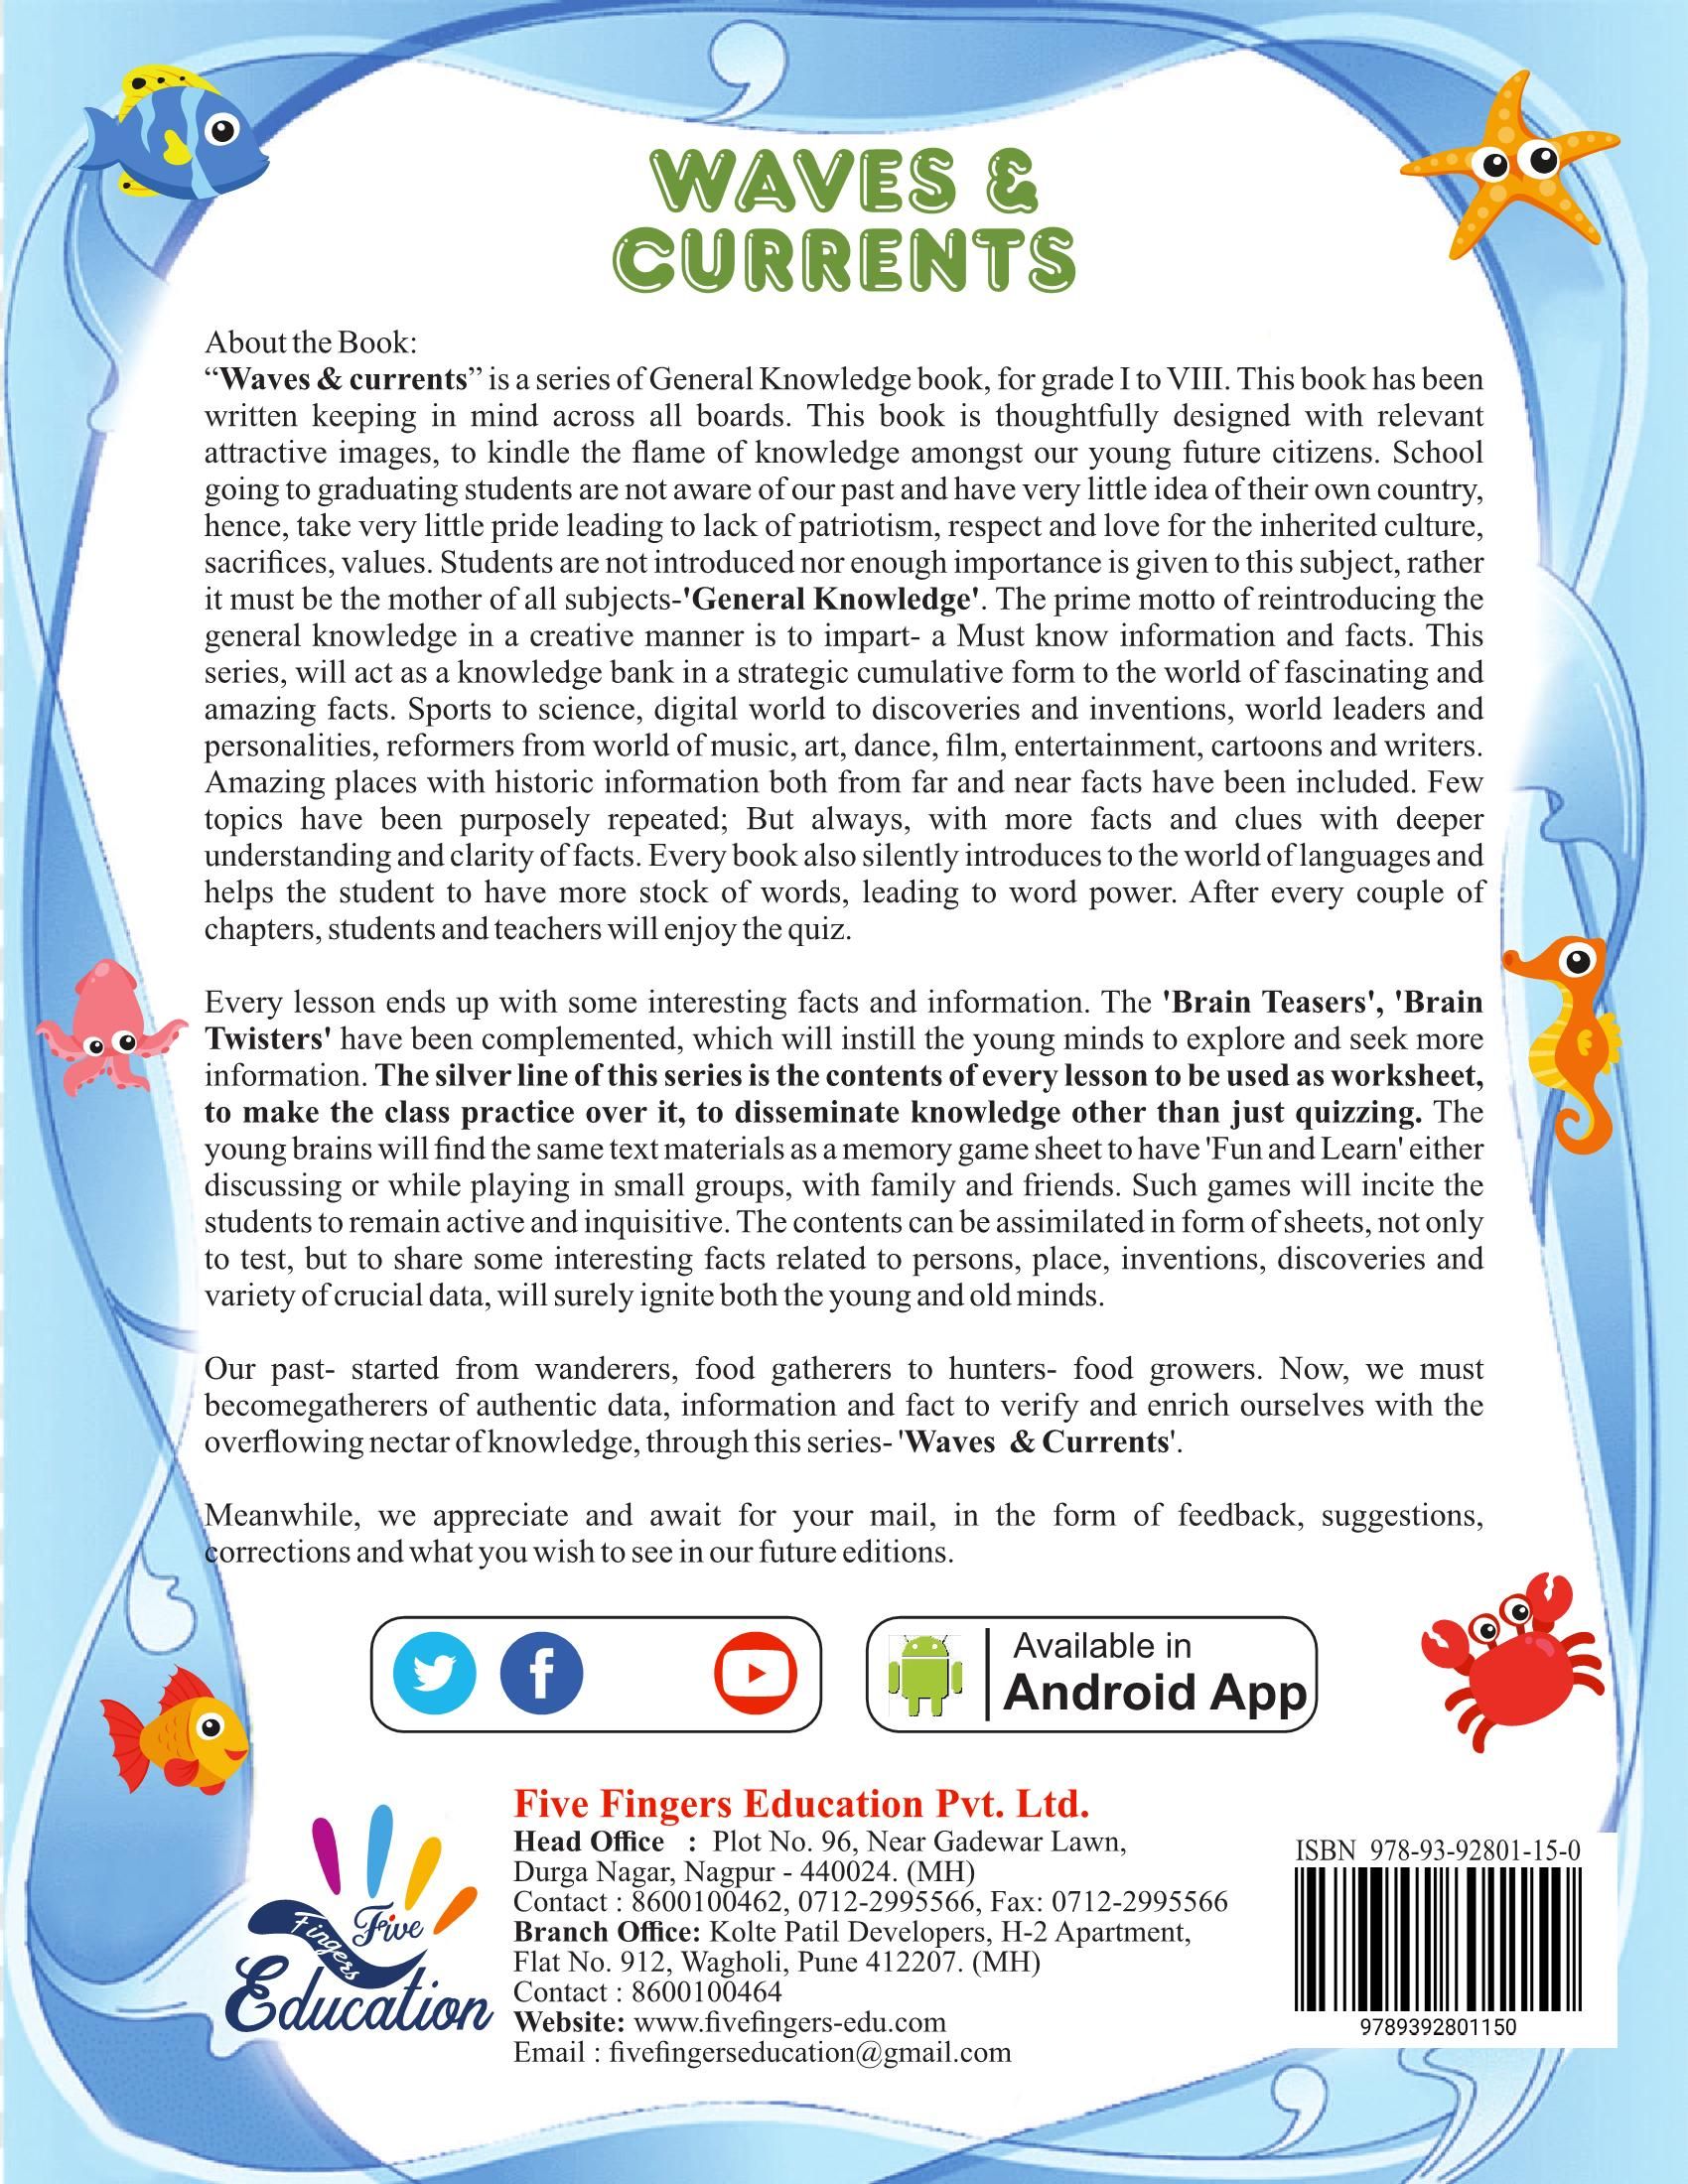 WAVES &
CURRENTS
About the Book:
“Waves & currents” is a series of General Knowledge book, for grade I to VIII. This book has been
written keeping in mind across all boards. This book is thoughtfully designed with relevant
attractive images, to kindle the flame of knowledge amongst our young future citizens. School
going to graduating students are not aware of our past and have very little idea of their own country,
hence, take very little pride leading to lack of patriotism, respect and love for the inherited culture,
sacrifices, values. Students are not introduced nor enough importance is given to this subject, rather
it must be the mother of all subjects-'General Knowledge'. The prime motto of reintroducing the
general knowledge in a creative manner is to impart- a Must know information and facts. This
series, will act as a knowledge bank in a strategic cumulative form to the world of fascinating and
amazing facts. Sports to science, digital world to discoveries and inventions, world leaders and
personalities, reformers from world of music, art, dance, film, entertainment, cartoons and writers.
Amazing places with historic information both from far and near facts have been included. Few
topics have been purposely repeated; But always, with more facts and clues with deeper
understanding and clarity of facts. Every book also silently introduces to the world of languages and
helps the student to have more stock of words, leading to word power. After every couple of
chapters, students and teachers will enjoy the quiz.
Every lesson ends up with some interesting facts and information. The 'Brain Teasers', 'Brain
Twisters' have been complemented, which will instill the young minds to explore and seek more
information. The silver line of this series is the contents of every lesson to be used as worksheet,
to make the class practice over it, to disseminate knowledge other than just quizzing. The
young brains will find the same text materials as a memory game sheet to have 'Fun and Learn' either
discussing or while playing in small groups, with family and friends. Such games will incite the
students to remain active and inquisitive. The contents can be assimilated in form of sheets, not only
to test, but to share some interesting facts related to persons, place, inventions, discoveries and
variety of crucial data, will surely ignite both the young and old minds.
Our past- started from wanderers, food gatherers to hunters- food growers. Now, we must
becomegatherers of authentic data, information and fact to verify and enrich ourselves with the
overflowing nectar of knowledge, through this series- 'Waves & Currents'.
Meanwhile, we appreciate and await for your mail, in the form of feedback, suggestions,
corrections and what you wish to see in our future editions.
Available in
Android App
Five Fingers Education Pvt. Ltd.
Head Office : Plot No. 96, Near Gadewar Lawn,
Durga Nagar, Nagpur - 440024. (MH)
Contact : 8600100462, 0712-2995566, Fax: 0712-2995566
Branch Office: Kolte Patil Developers, H-2 Apartment,
Flat No. 912, Wagholi, Pune 412207. (MH)
Contact : 8600100464
Website: www.fivefingers-edu.com
Email : fivefingerseducation@gmail.com
Five
Fingers
Education
ISBN 978-93-92801-15-0
9789392801150